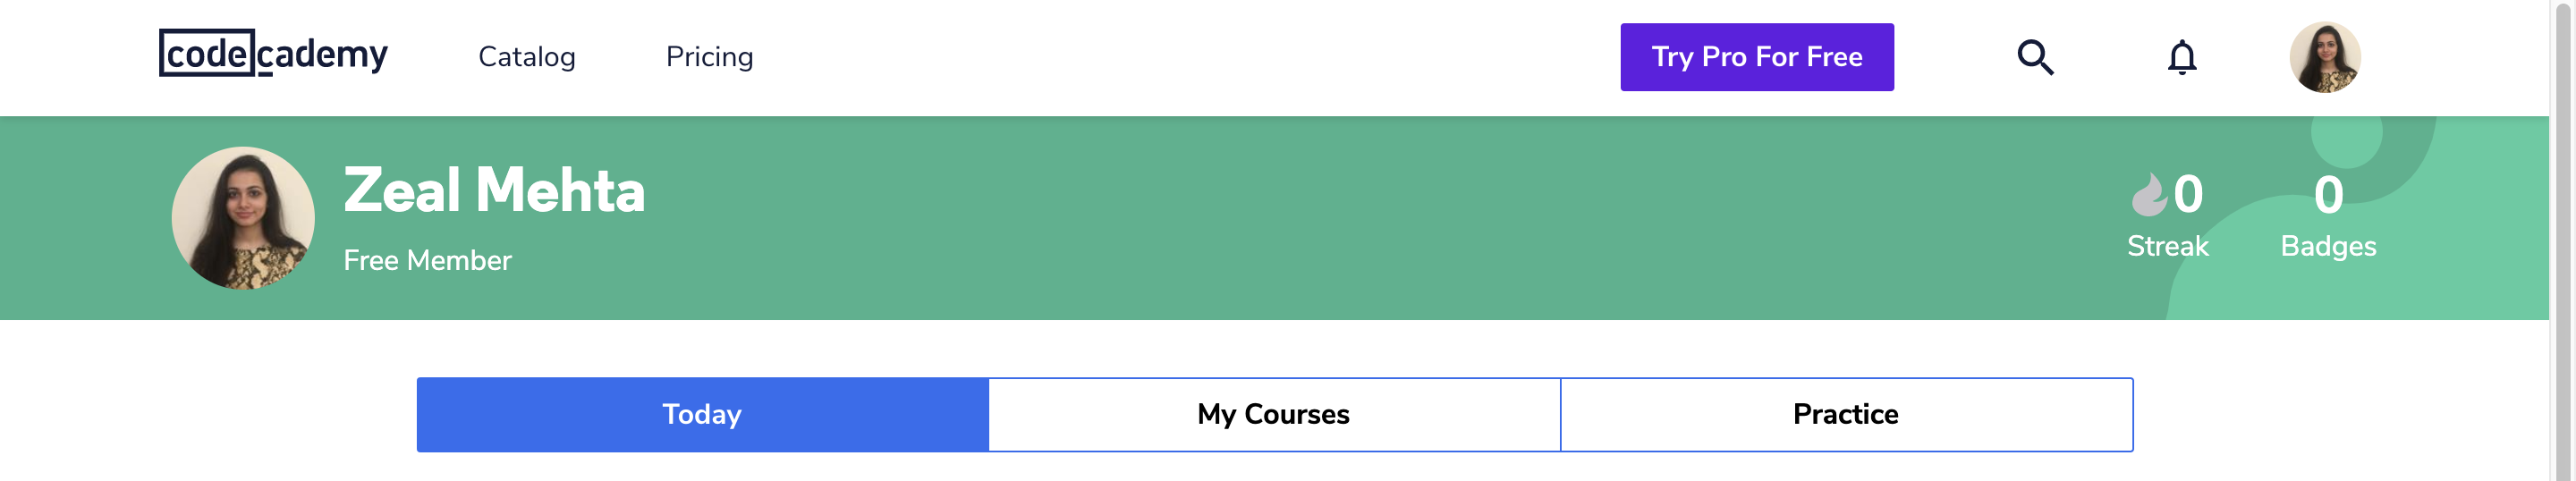 codecademy Catalog Pricing Try Pro For Free
Zeal Mehta
Free Member
0 0
Streak Badges
Today My Courses Practice